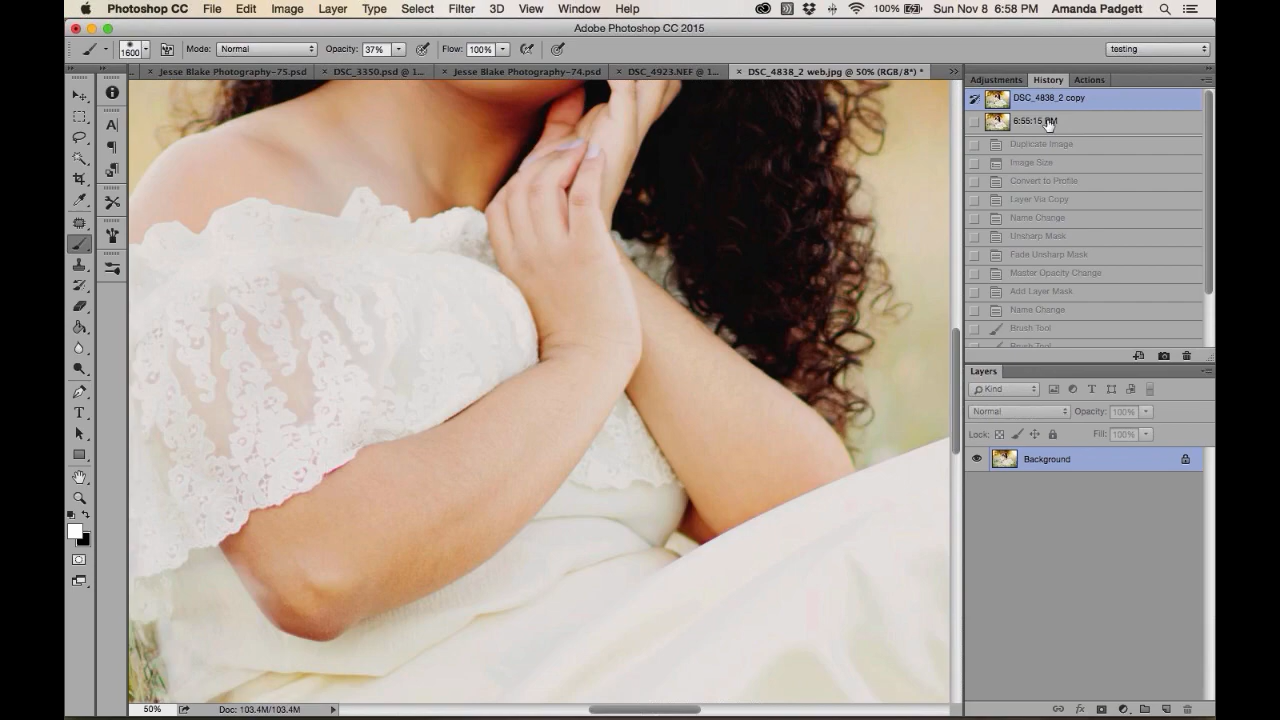 Photoshop CC File Edit Image Layer Type Select Filter 3D View Window Help 100% Sun Nov 8 6:58 PM Amanda Padgett
Adobe Photoshop CC 2015
1600 Mode: Normal Opacity: 37% Flow: 100% testing
Jesse Blake Photography-75.psd DSC_3350.psd @ 1... Jesse Blake Photography-74.psd DSC_4923.NEF @ 1... DSC_4838_2 web.jpg @ 50% (RGB/8*) *
Adjustments History Actions
DSC_4838_2 copy
6:55:15 PM
Duplicate Image
Image Size
Convert to Profile
Layer Via Copy
Name Change
Unsharp Mask
Fade Unsharp Mask
Master Opacity Change
Add Layer Mask
Name Change
Brush Tool
Brush Tool
Layers
Kind
Normal Opacity: 100%
Lock: Fill: 100%
Background
50% Doc: 103.4M/103.4M